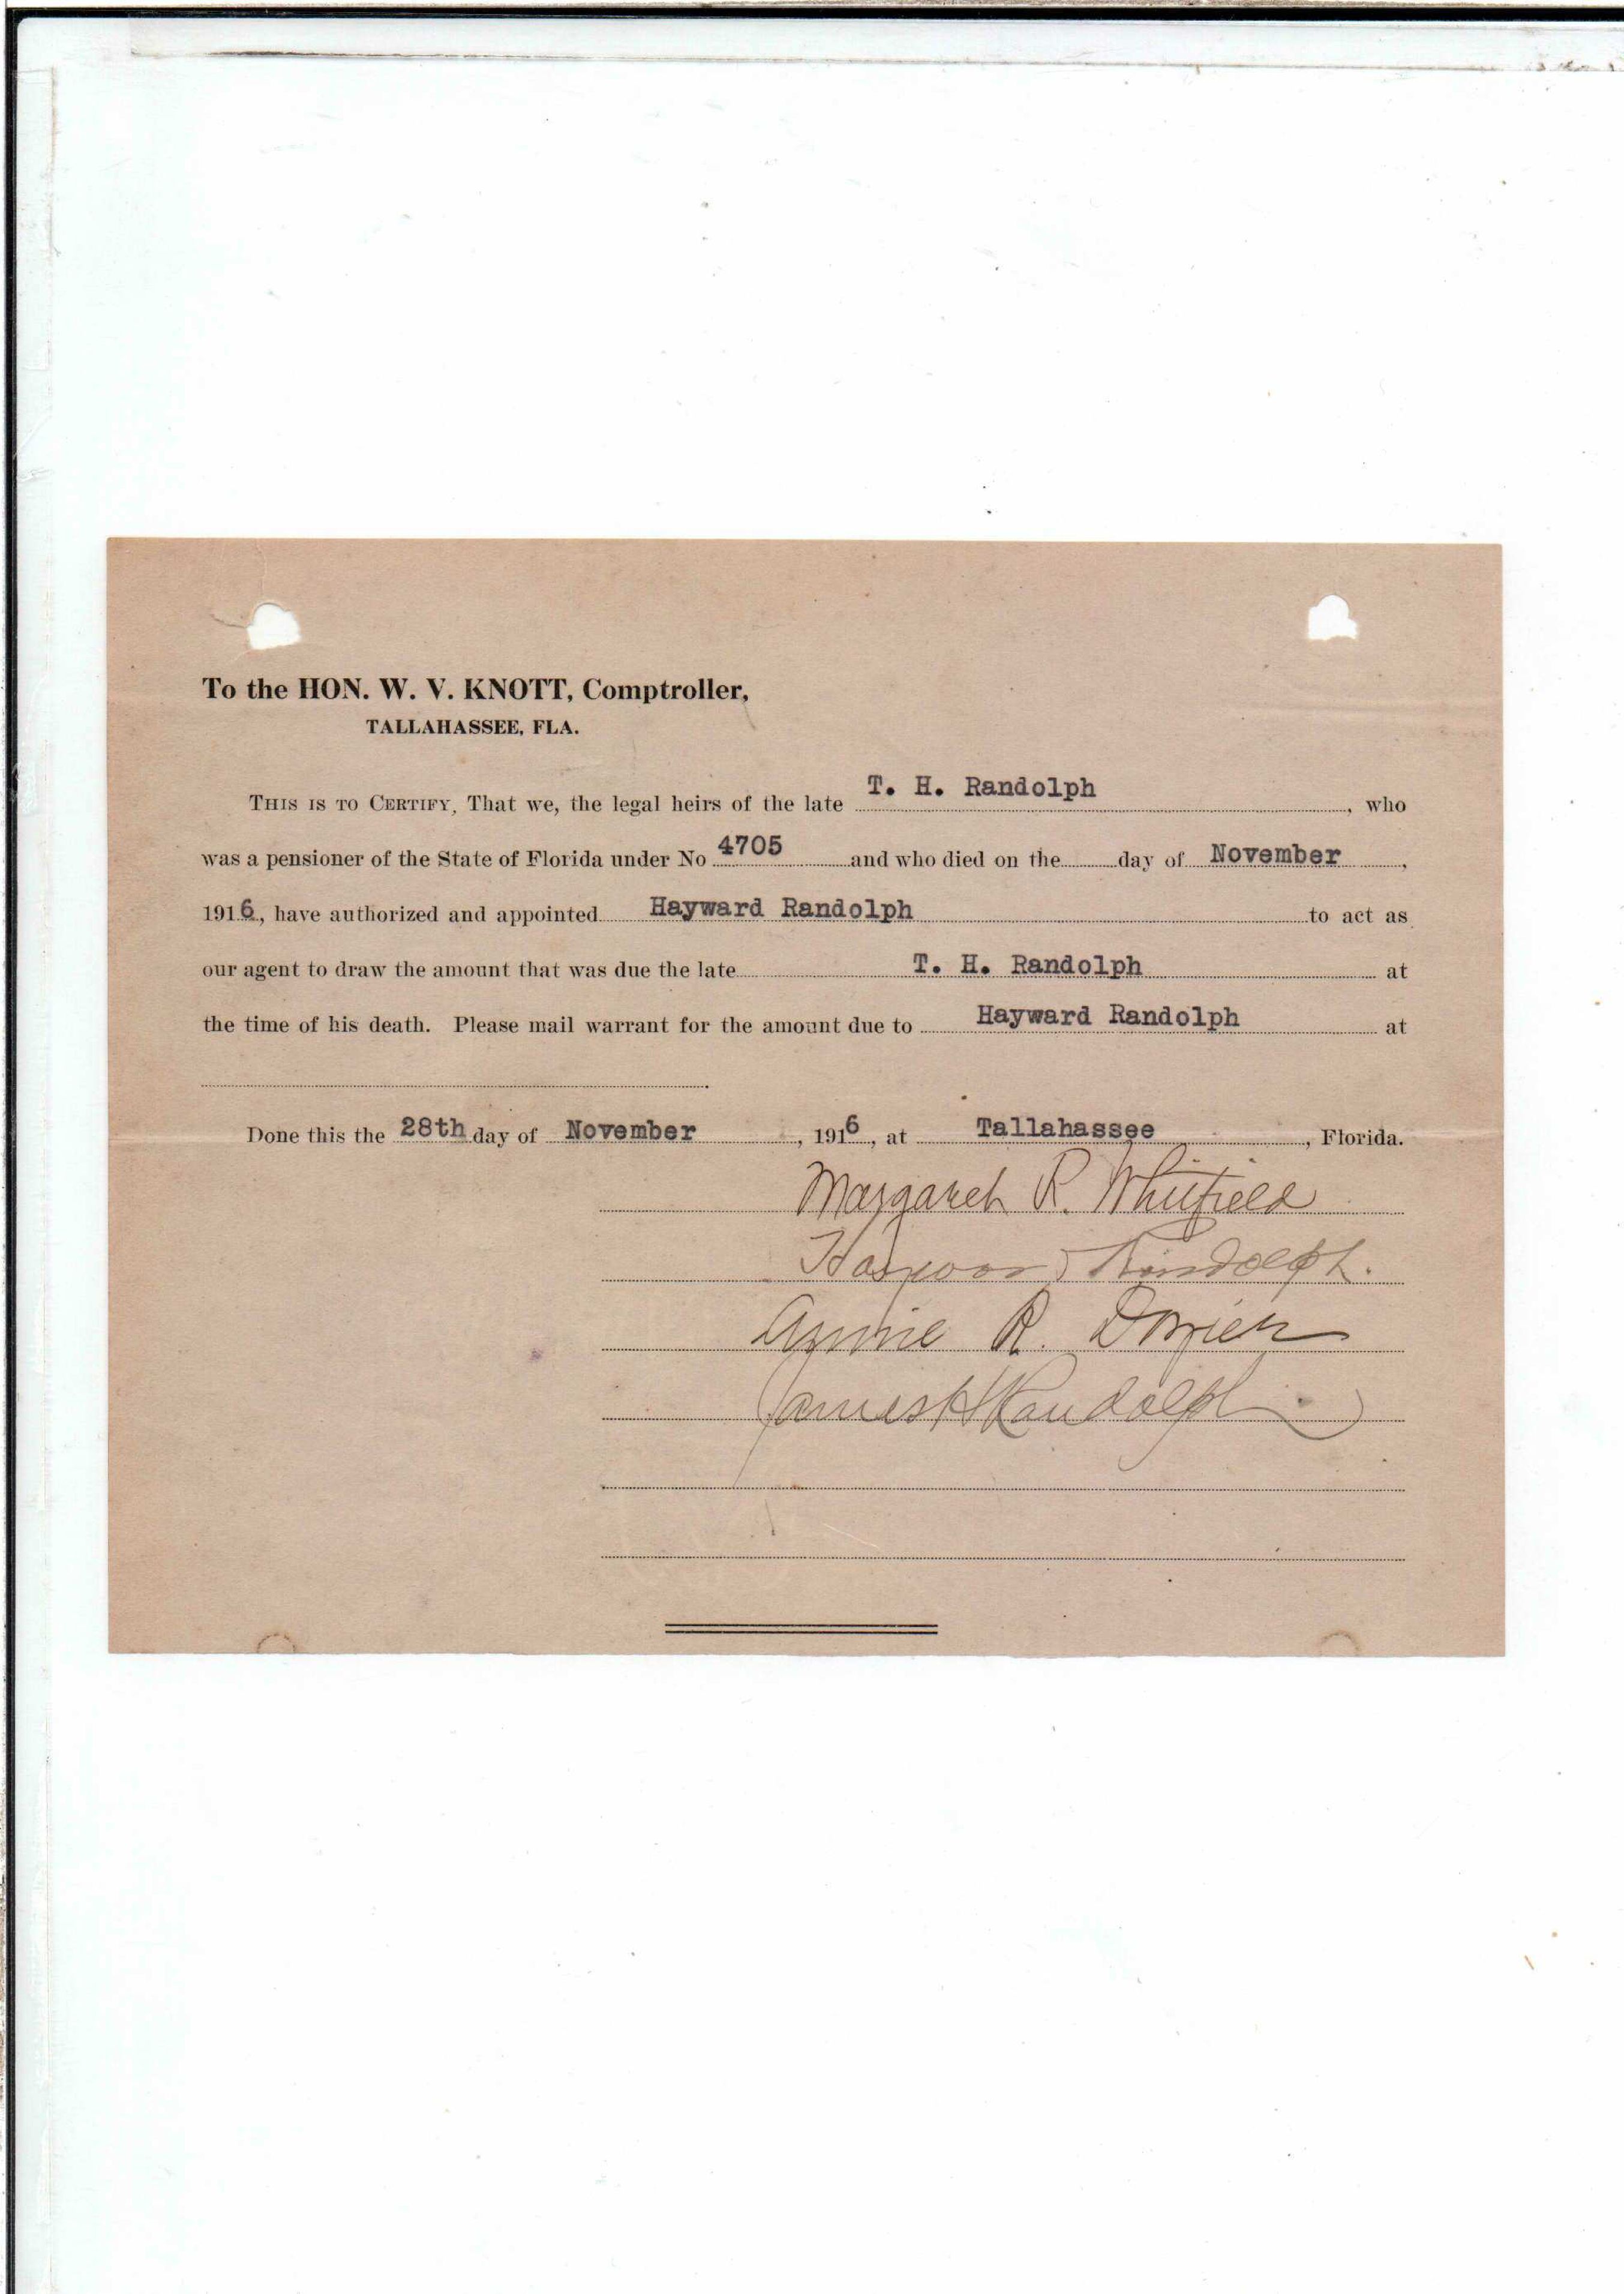 To the HON. W. V. KNOTT, Comptroller,
TALLAHASSEE, FLA.
THIS IS TO CERTIFY, That we, the legal heirs of the late T. H. Randolph, who
was a pensioner of the State of Florida under No 4705 and who died on the day of November,
1916, have authorized and appointed Hayward Randolph to act as
our agent to draw the amount that was due the late T. H. Randolph at
the time of his death. Please mail warrant for the amount due to Hayward Randolph at
Done this the 28th day of November, 1916, at Tallahassee, Florida.
Margaret R. Whitfield
Randolph.
Annie R. Dozier
James H Randolph